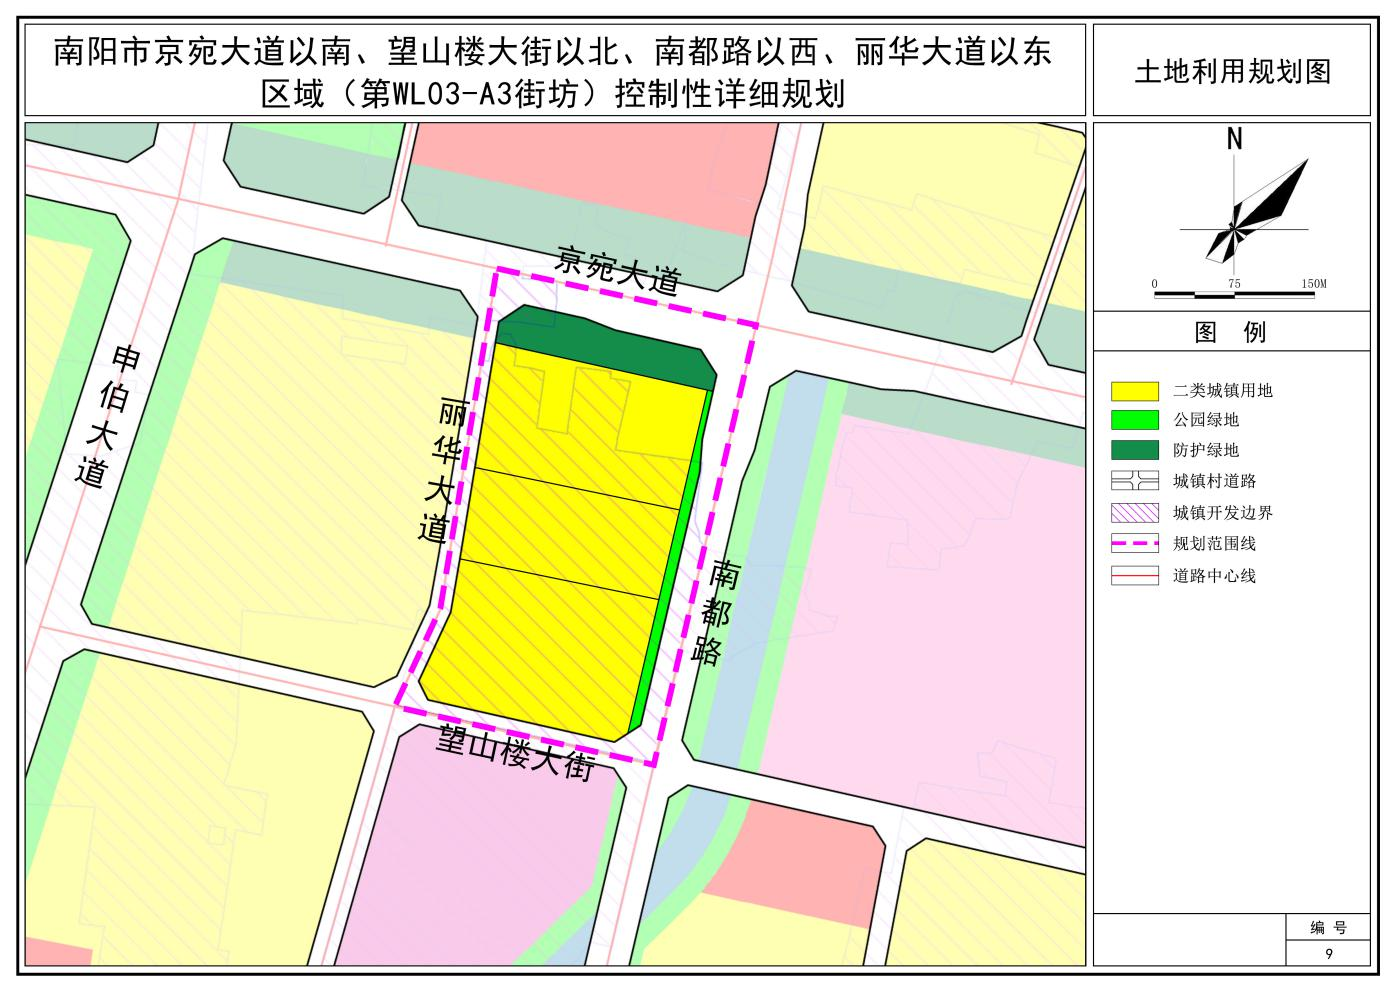 南阳市京宛大道以南、望山楼大街以北、南都路以西、丽华大道以东
区域（第WL03-A3街坊）控制性详细规划
土地利用规划图
N
0 75 150M
图 例
二类城镇用地
公园绿地
防护绿地
城镇村道路
城镇开发边界
规划范围线
道路中心线
编 号
9
京宛大道
申伯大道
丽华大道
南都路
望山楼大街